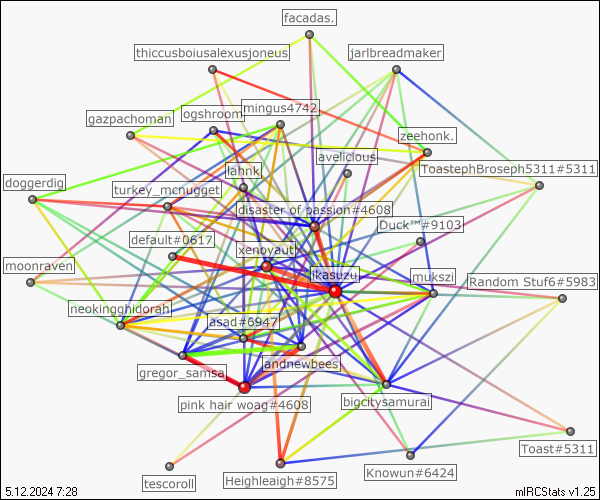 facadas.
thiccusboiusalexusjoneus
jarlbreadmaker
mingus4742
ogshroom
gazpachoman
zeehonk.
avelicious
ToastephBroseph5311#5311
lahnk
doggerdig
turkey_mcnugget
disaster of passion#4608
Duck™#9103
default#0617
xenoyaut
moonraven
ikasuzu
mukszi
Random Stuf6#5983
neokingghidorah
asad#6947
andnewbees
gregor_samsa
pink hair woag#4608
bigcitysamurai
Toast#5311
Knowun#6424
tescoroll
Heighleaigh#8575
5.12.2024 7:28
mIRCStats v1.25